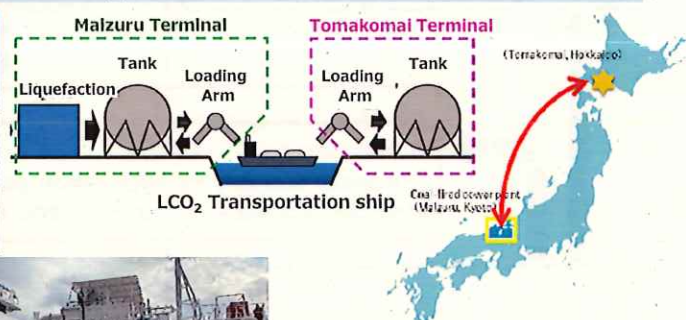 Maizuru Terminal
Tomakomai Terminal
Tank
Loading
Arm
Liquefaction
Loading
Arm
Tank
LCO₂ Transportation ship
(Tomakomai, Hokkaido)
Coal fired power plant
(Maizuru, Kyoto)